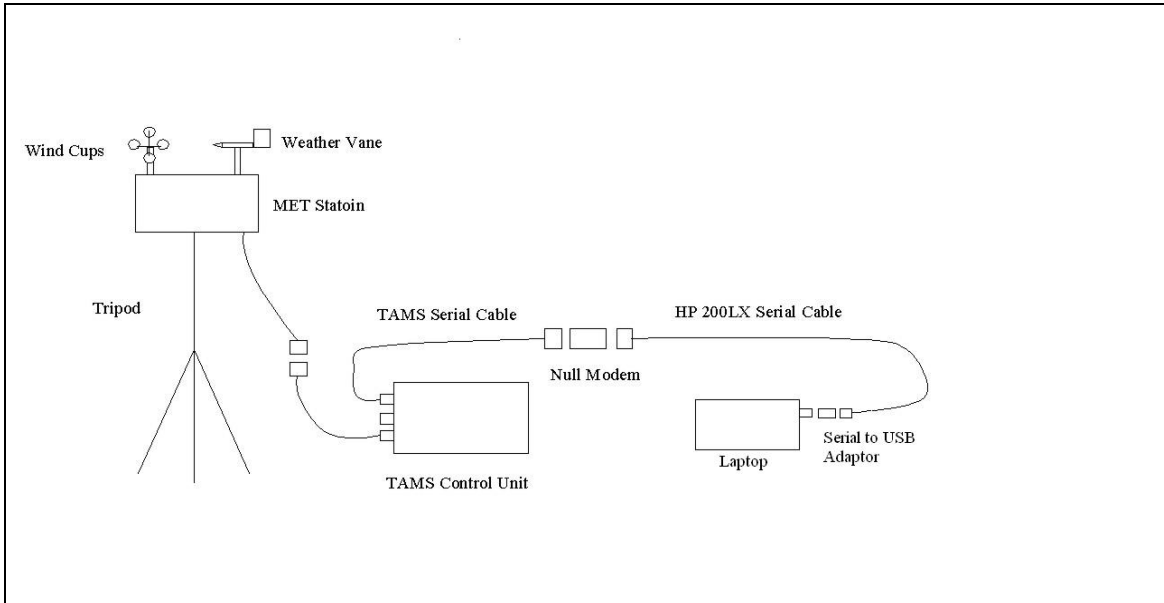 Wind Cups
Weather Vane
MET Statoin
Tripod
TAMS Serial Cable
HP 200LX Serial Cable
Null Modem
Laptop
Serial to USB
Adaptor
TAMS Control Unit